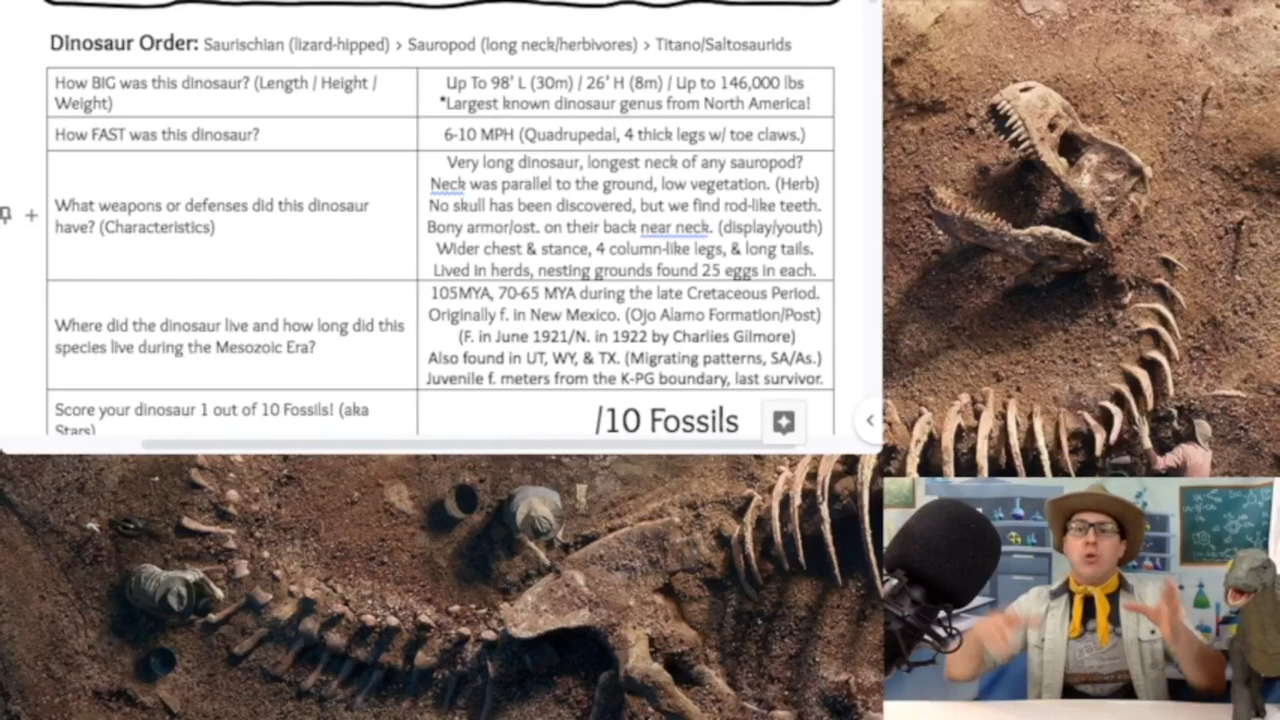 Dinosaur Order: Saurischian (lizard-hipped) > Sauropod (long neck/herbivores) > Titano/Saltosaurids
How BIG was this dinosaur? (Length / Height /
Weight)
Up To 98' L (30m) / 26' H (8m) / Up to 146,000 lbs
*Largest known dinosaur genus from North America!
How FAST was this dinosaur?
6-10 MPH (Quadrupedal, 4 thick legs w/ toe claws.)
What weapons or defenses did this dinosaur
have? (Characteristics)
Very long dinosaur, longest neck of any sauropod?
Neck was parallel to the ground, low vegetation. (Herb)
No skull has been discovered, but we find rod-like teeth.
Bony armor/ost. on their back near neck. (display/youth)
Wider chest & stance, 4 column-like legs, & long tails.
Lived in herds, nesting grounds found 25 eggs in each.
Where did the dinosaur live and how long did this
species live during the Mesozoic Era?
105MYA, 70-65 MYA during the late Cretaceous Period.
Originally f. in New Mexico. (Ojo Alamo Formation/Post)
(F. in June 1921/N. in 1922 by Charlies Gilmore)
Also found in UT, WY, & TX. (Migrating patterns, SA/As.)
Juvenile f. meters from the K-PG boundary, last survivor.
Score your dinosaur 1 out of 10 Fossils! (aka
Stars)
/10 Fossils